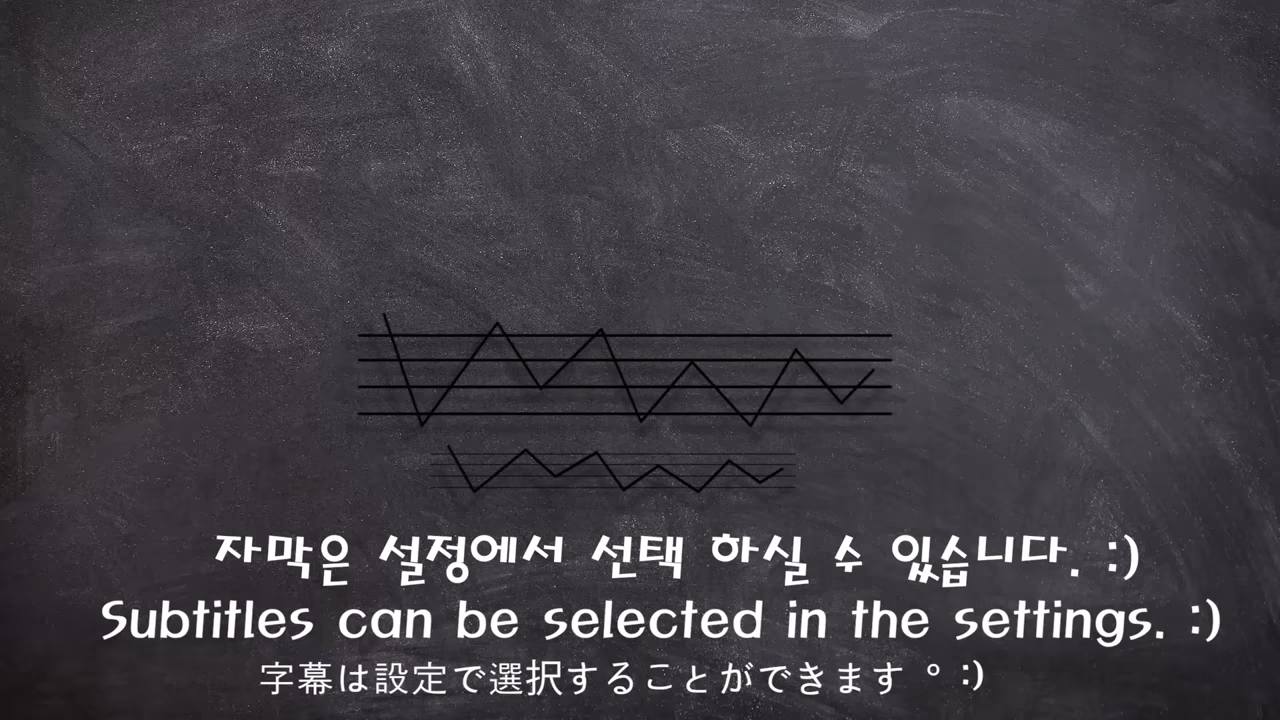 자막은 설정에서 선택 하실 수 있습니다. :)
Subtitles can be selected in the settings. :)
字幕は設定で選択することができます 。:)